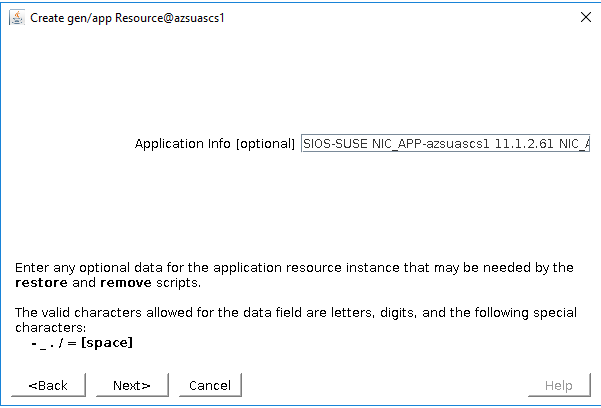 Create gen/app Resource@azsuascs1
Application Info [optional] SIOS-SUSE NIC_APP-azsuascs1 11.1.2.61 NIC_A
Enter any optional data for the application resource instance that may be needed by the
restore and remove scripts.
The valid characters allowed for the data field are letters, digits, and the following special
characters:
- _ . / = [space]
<Back Next> Cancel Help